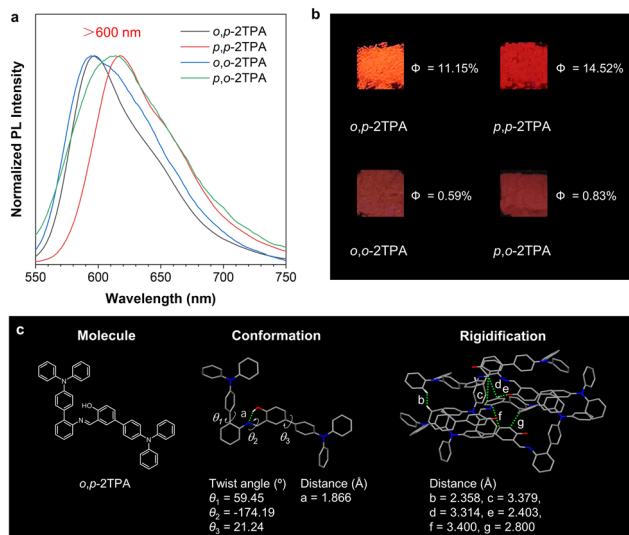 a
>600 nm
o,p-2TPA
p,p-2TPA
o,o-2TPA
p,o-2TPA
Normalized PL Intensity
550 600 650 700 750
Wavelength (nm)
b
Φ = 11.15%
Φ = 14.52%
o,p-2TPA
p,p-2TPA
Φ = 0.59%
Φ = 0.83%
o,o-2TPA
p,o-2TPA
c
Molecule
Conformation
Rigidification
N
HO
N
N
o,p-2TPA
θ1
a
θ2
θ3
Twist angle (º)
θ1 = 59.45
θ2 = -174.19
θ3 = 21.24
Distance (Å)
a = 1.866
b
c
d
e
f
g
Distance (Å)
b = 2.358, c = 3.379,
d = 3.314, e = 2.403,
f = 3.400, g = 2.800